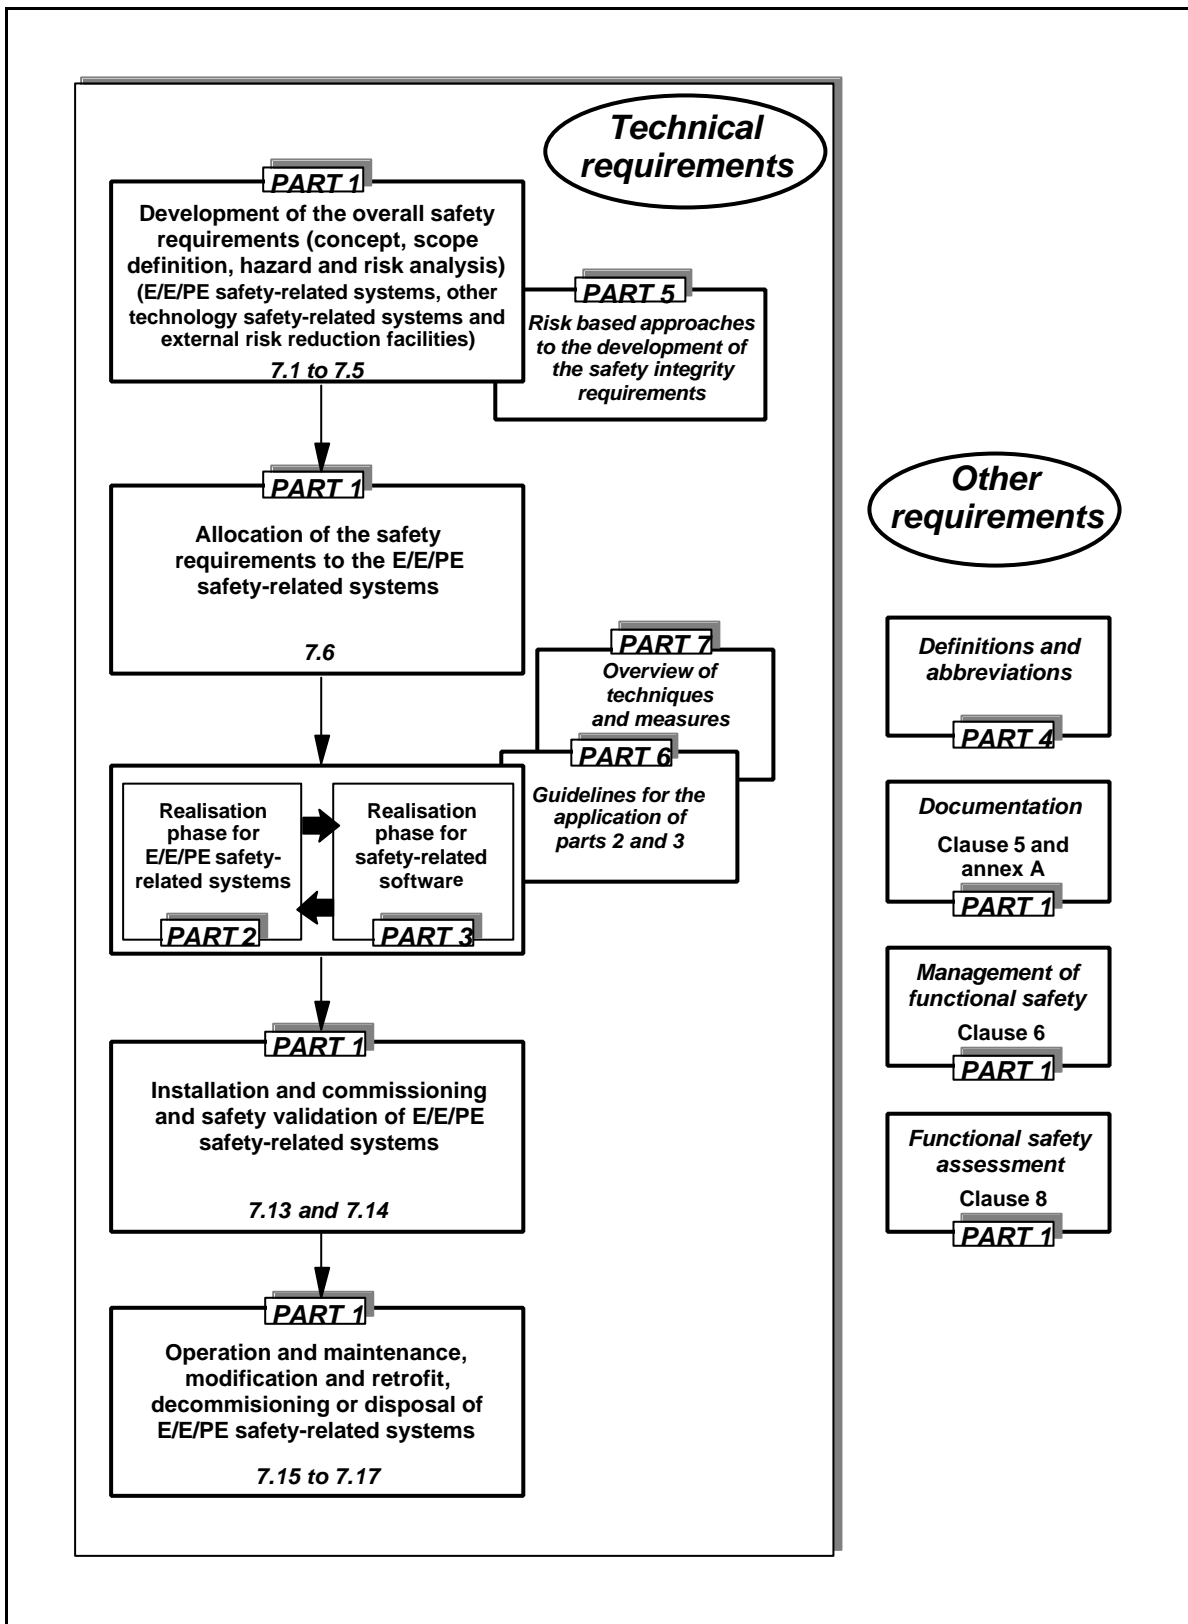 Technical
requirements
PART 1
Development of the overall safety
requirements (concept, scope
definition, hazard and risk analysis)
(E/E/PE safety-related systems, other
technology safety-related systems and
external risk reduction facilities)
7.1 to 7.5
PART 5
Risk based approaches
to the development of
the safety integrity
requirements
PART 1
Allocation of the safety
requirements to the E/E/PE
safety-related systems
7.6
PART 7
Overview of
techniques
and measures
PART 6
Guidelines for the
application of
parts 2 and 3
Realisation
phase for
E/E/PE safety-
related systems
PART 2
Realisation
phase for
safety-related
software
PART 3
PART 1
Installation and commissioning
and safety validation of E/E/PE
safety-related systems
7.13 and 7.14
PART 1
Operation and maintenance,
modification and retrofit,
decommisioning or disposal of
E/E/PE safety-related systems
7.15 to 7.17
Other
requirements
Definitions and
abbreviations
PART 4
Documentation
Clause 5 and
annex A
PART 1
Management of
functional safety
Clause 6
PART 1
Functional safety
assessment
Clause 8
PART 1